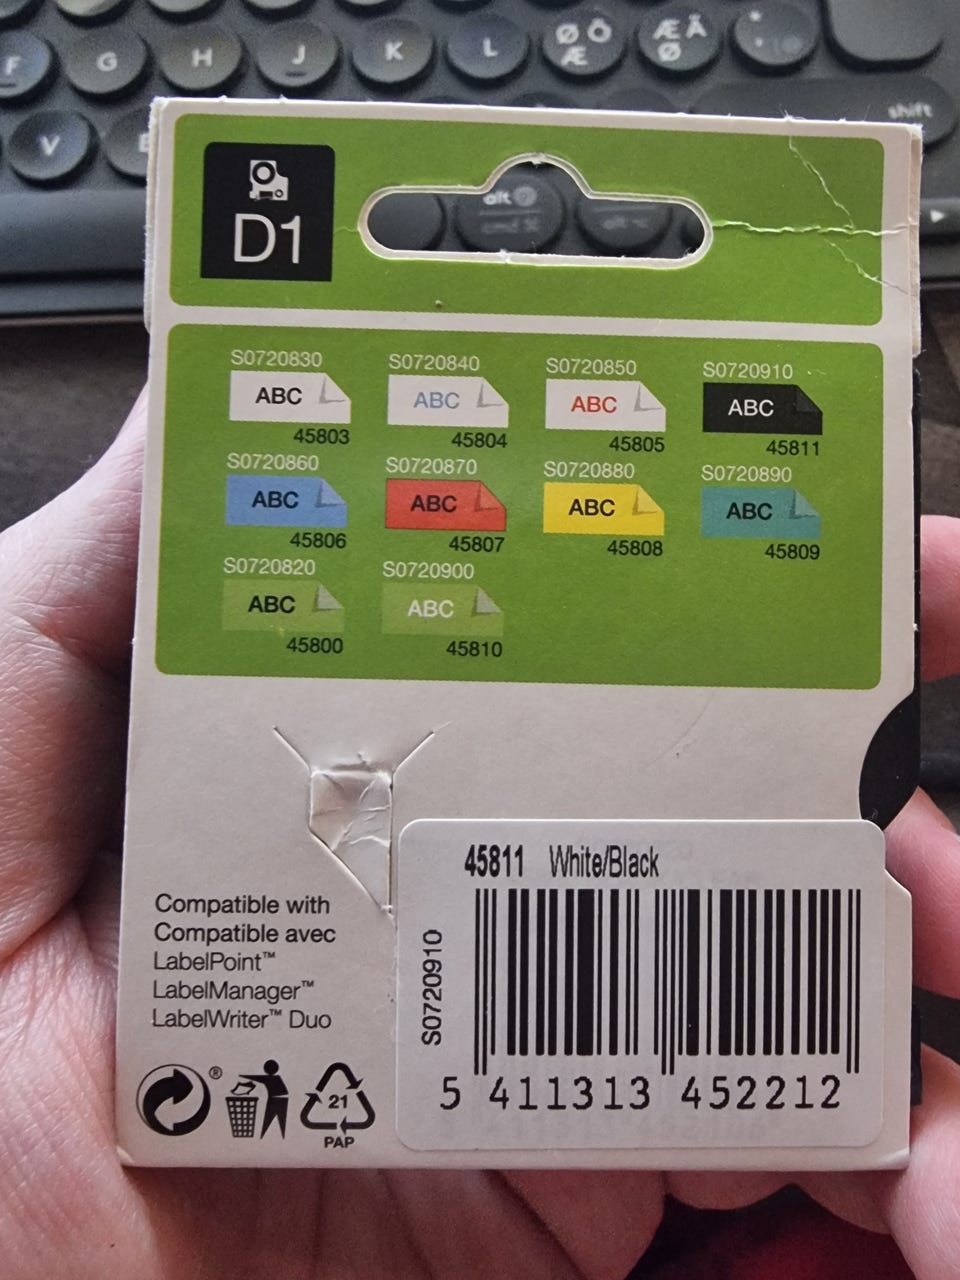 F G H J K L Ø Ö Æ Æ Ä Ø
V shift
alt
D1
S0720830 S0720840 S0720850 S0720910
ABC ABC ABC ABC
45803 45804 45805 45811
S0720860 S0720870 S0720880 S0720890
ABC ABC ABC ABC
45806 45807 45808 45809
S0720820 S0720900
ABC ABC
45800 45810
Compatible with
Compatible avec
LabelPoint™
LabelManager™
LabelWriter™ Duo
®
21
PAP
45811 White/Black
S0720910
5 411313 452212